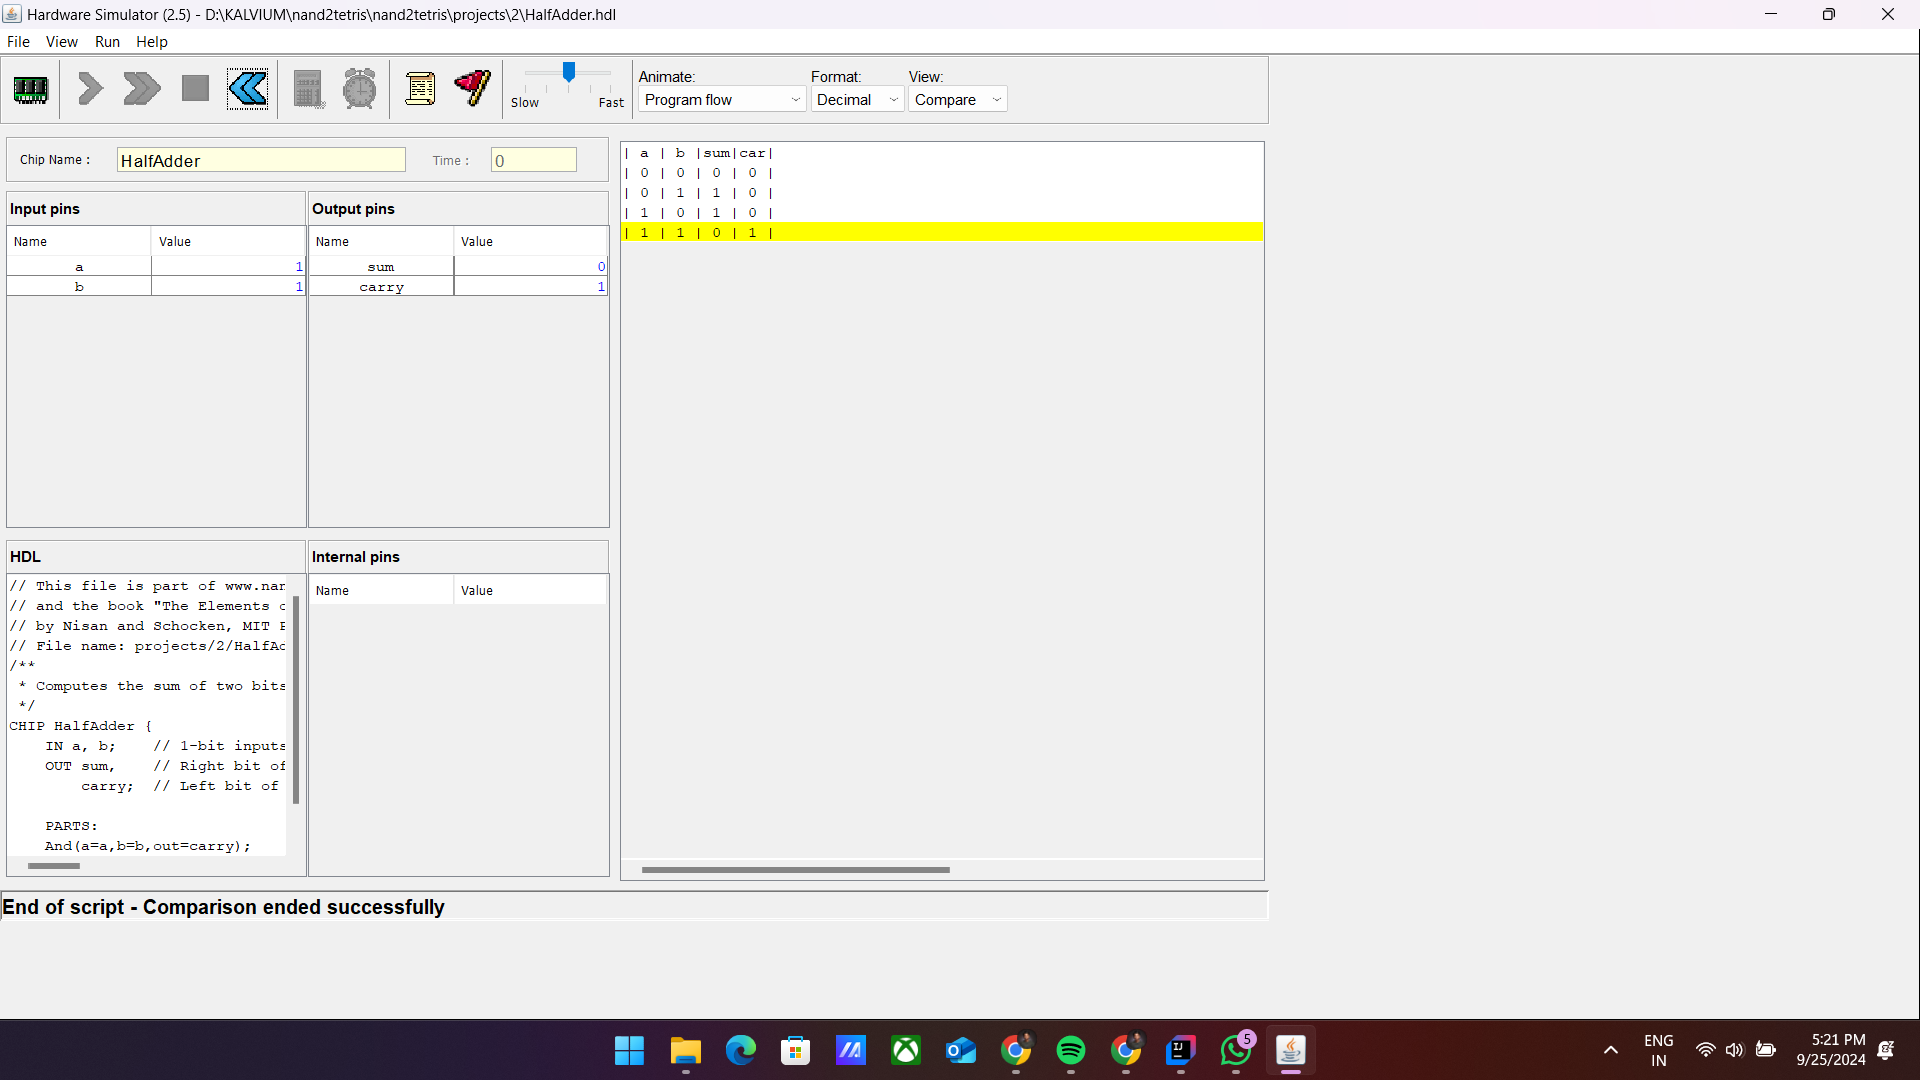 Hardware Simulator (2.5) - D:\KALVIUM\nand2tetris\nand2tetris\projects\2\HalfAdder.hdl
File View Run Help
Slow Fast
Animate: Format: View:
Program flow Decimal Compare
Chip Name : HalfAdder Time : 0
Input pins Output pins
Name Value Name Value
a 1 sum 0
b 1 carry 1
| a | b |sum|car|
| 0 | 0 | 0 | 0 |
| 0 | 1 | 1 | 0 |
| 1 | 0 | 1 | 0 |
| 1 | 1 | 0 | 1 |
HDL
// This file is part of www.nan
// and the book "The Elements o
// by Nisan and Schocken, MIT P
// File name: projects/2/HalfAd
/**
* Computes the sum of two bits
*/
CHIP HalfAdder {
IN a, b; // 1-bit inputs
OUT sum, // Right bit of
carry; // Left bit of
PARTS:
And(a=a,b=b,out=carry);
Internal pins
Name Value
End of script - Comparison ended successfully
IJ
5
ENG
IN
5:21 PM
9/25/2024